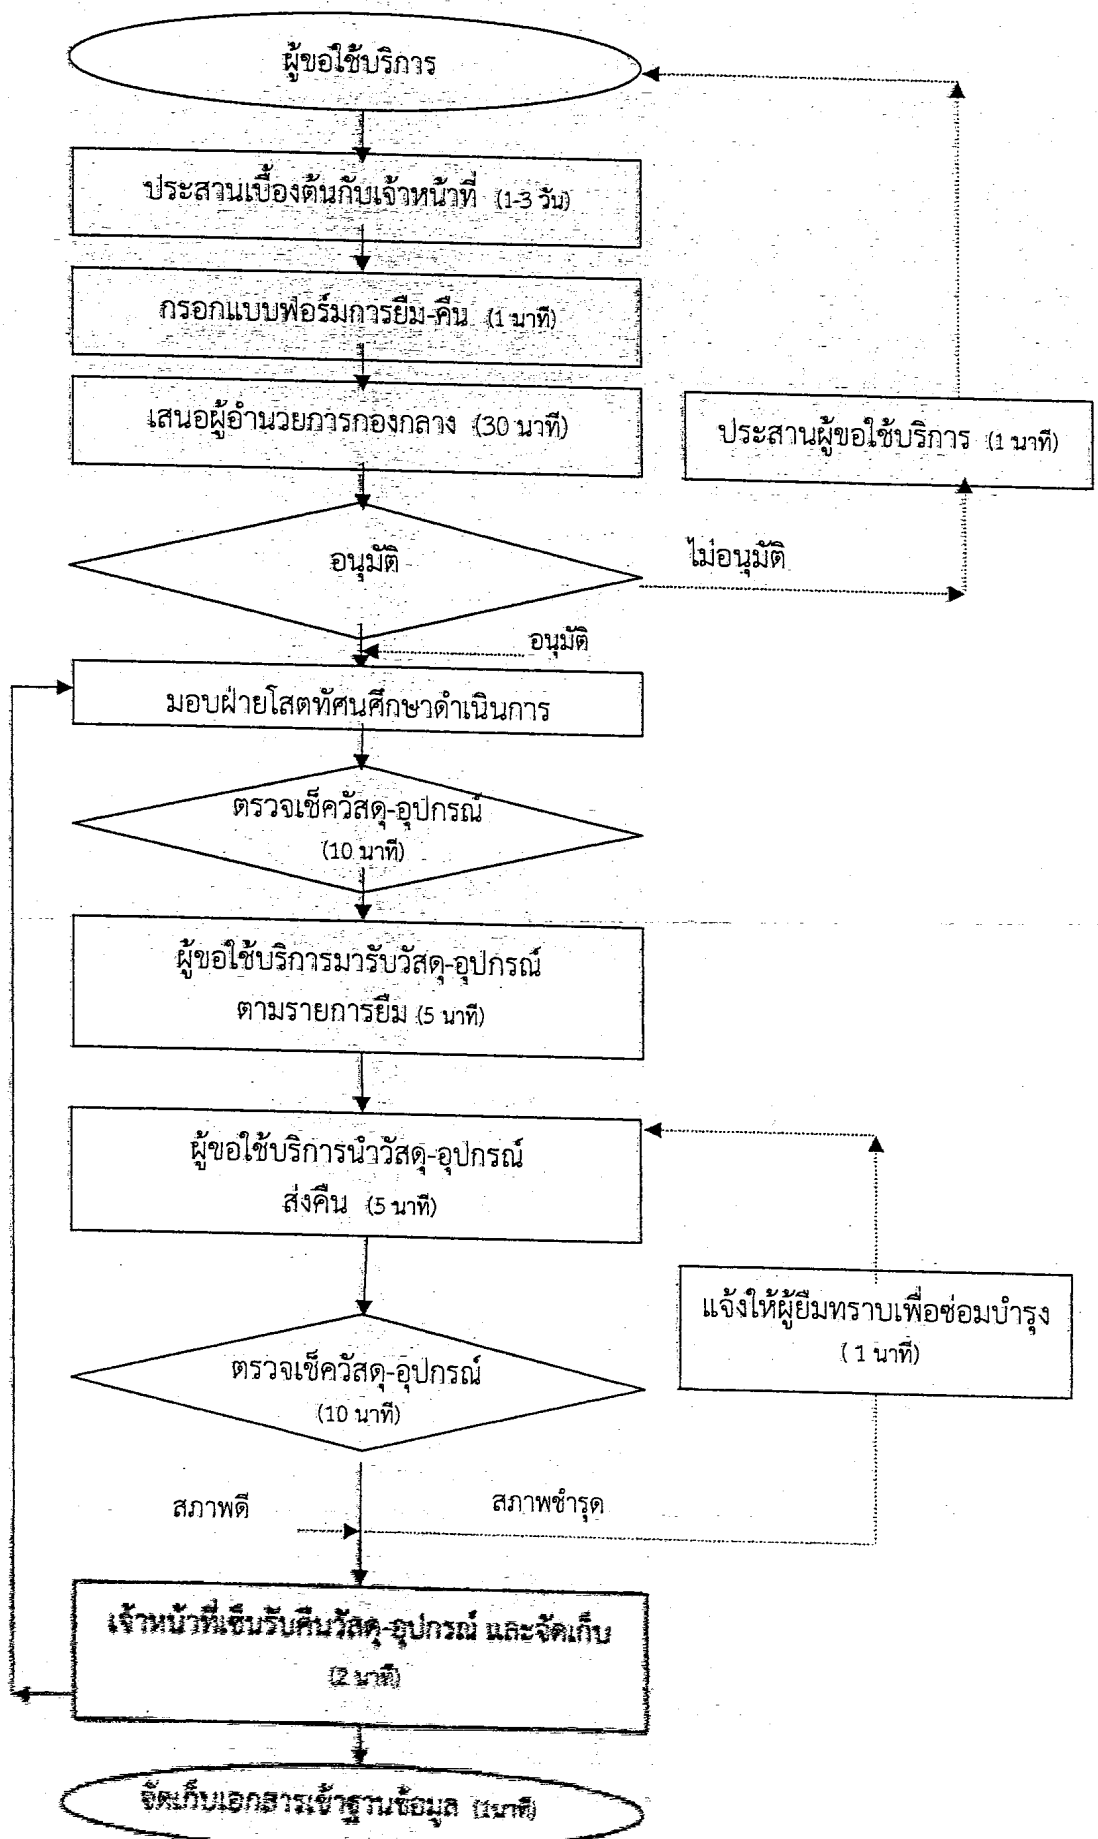 ผู้ขอใช้บริการ
ประสานเบื้องต้นกับเจ้าหน้าที่ (1-3 วัน)
กรอกแบบฟอร์มการยืม-คืน (1 นาที)
เสนอผู้อำนวยการกองกลาง (30 นาที)
ประสานผู้ขอใช้บริการ (1 นาที)
อนุมัติ
ไม่อนุมัติ
อนุมัติ
มอบฝ่ายโสตทัศนศึกษาดำเนินการ
ตรวจเช็ควัสดุ-อุปกรณ์
(10 นาที)
ผู้ขอใช้บริการมารับวัสดุ-อุปกรณ์
ตามรายการยืม (5 นาที)
ผู้ขอใช้บริการนำวัสดุ-อุปกรณ์
ส่งคืน (5 นาที)
แจ้งให้ผู้ยืมทราบเพื่อซ่อมบำรุง
( 1 นาที)
ตรวจเช็ควัสดุ-อุปกรณ์
(10 นาที)
สภาพดี
สภาพชำรุด
เจ้าหน้าที่เซ็นรับคืนวัสดุ-อุปกรณ์ และจัดเก็บ
(2 นาที)
จัดเก็บเอกสารเข้าฐานข้อมูล (1นาที)